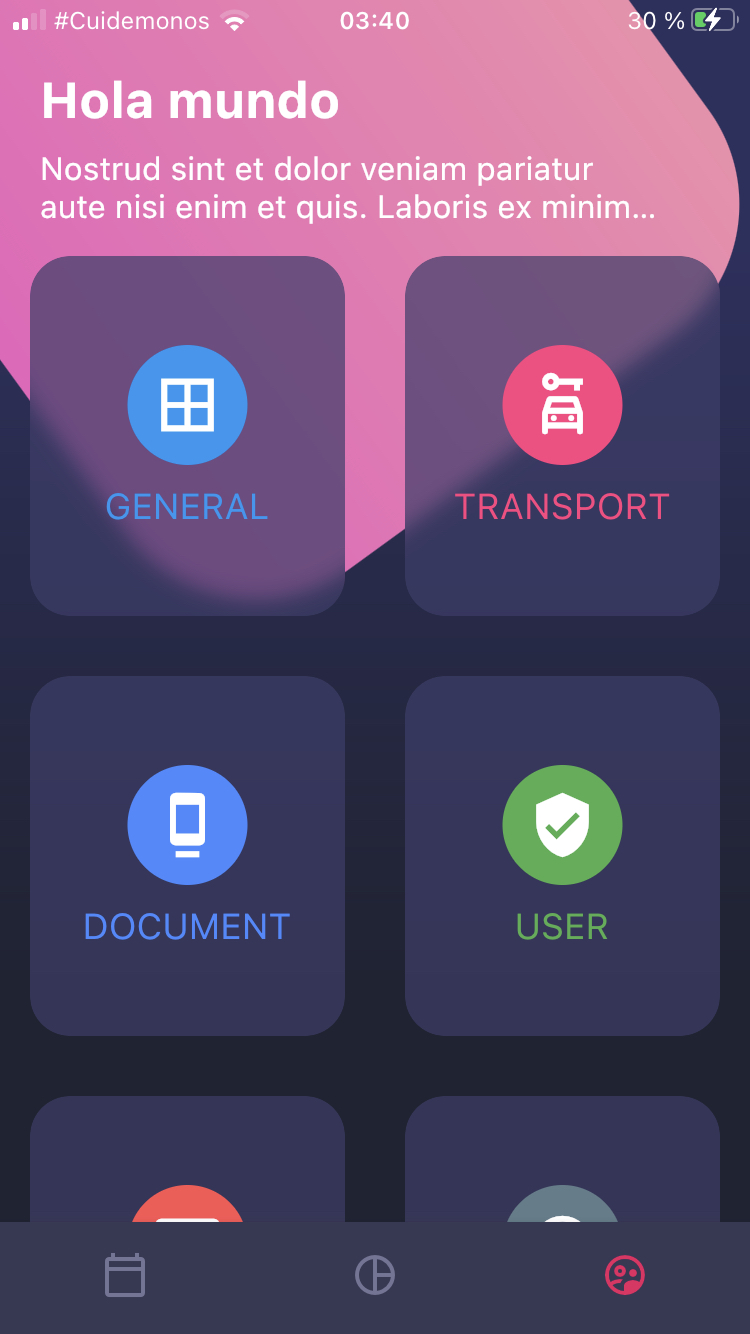 #Cuidemonos 03:40 30 %
Hola mundo
Nostrud sint et dolor veniam pariatur
aute nisi enim et quis. Laboris ex minim...
GENERAL
TRANSPORT
DOCUMENT
USER